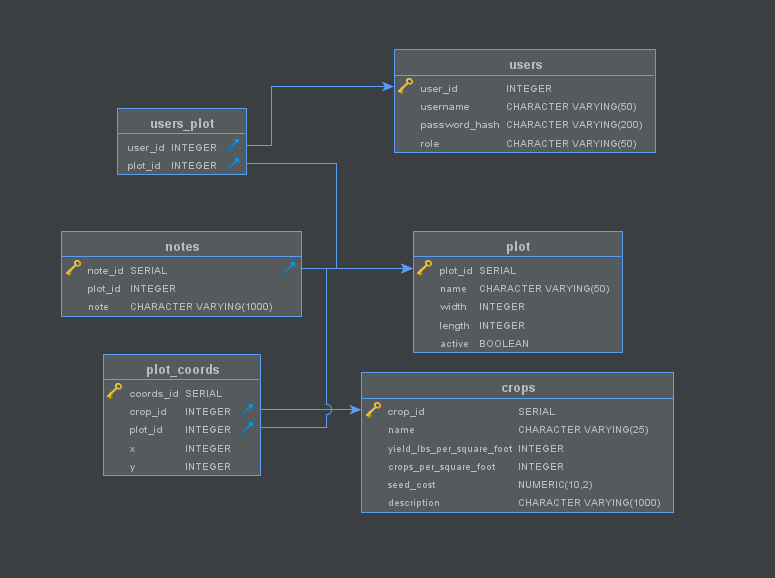 users
user_id INTEGER
username CHARACTER VARYING(50)
password_hash CHARACTER VARYING(200)
role CHARACTER VARYING(50)
users_plot
user_id INTEGER
plot_id INTEGER
notes
note_id SERIAL
plot_id INTEGER
note CHARACTER VARYING(1000)
plot
plot_id SERIAL
name CHARACTER VARYING(50)
width INTEGER
length INTEGER
active BOOLEAN
plot_coords
coords_id SERIAL
crop_id INTEGER
plot_id INTEGER
x INTEGER
y INTEGER
crops
crop_id SERIAL
name CHARACTER VARYING(25)
yield_lbs_per_square_foot INTEGER
crops_per_square_foot INTEGER
seed_cost NUMERIC(10,2)
description CHARACTER VARYING(1000)